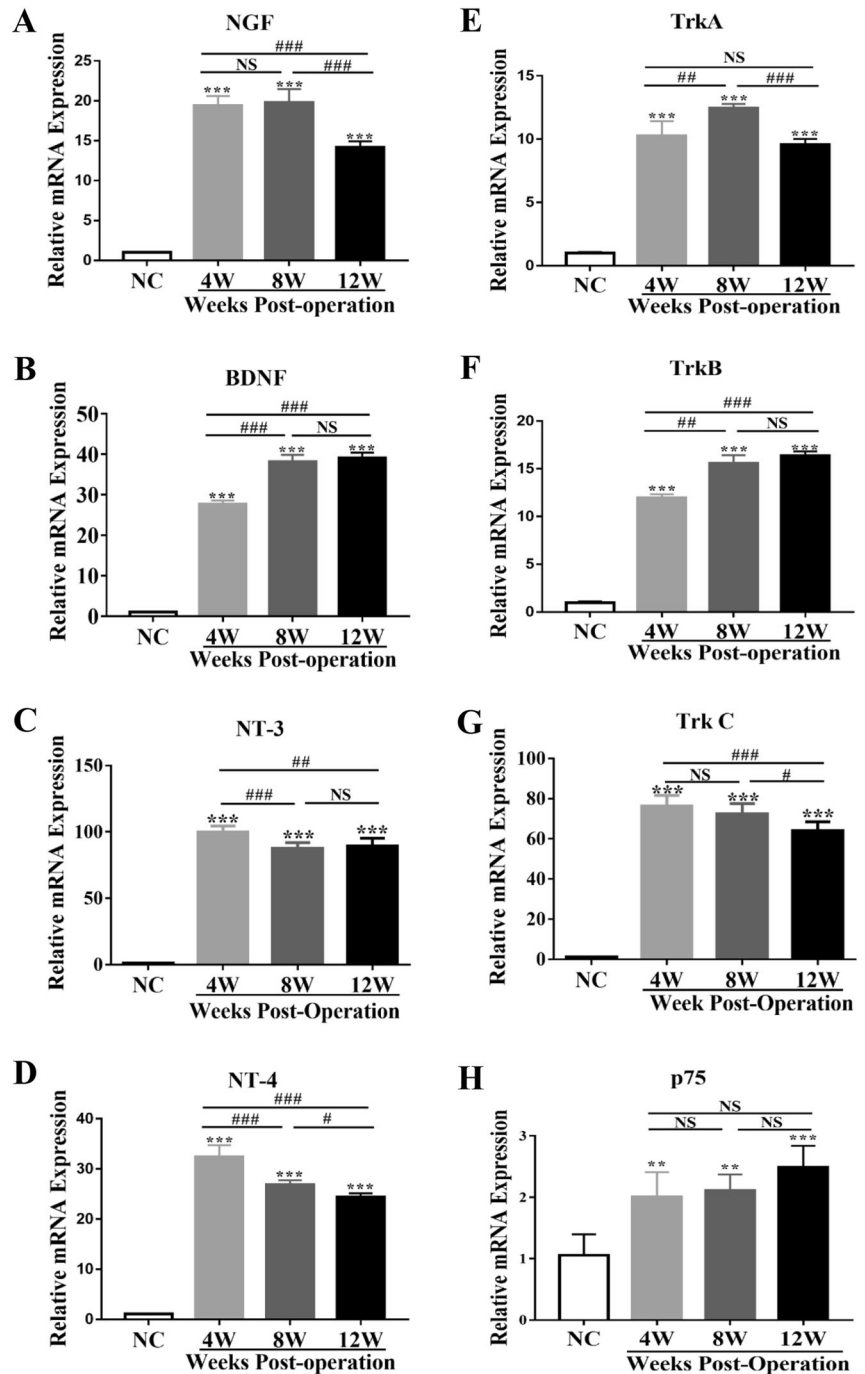 A
NGF
###
NS ###
*** *** ***
Relative mRNA Expression
25
20
15
10
5
0
NC 4W 8W 12W
Weeks Post-operation
B
BDNF
###
### NS
*** *** ***
Relative mRNA Expression
50
40
30
20
10
0
NC 4W 8W 12W
Weeks Post-operation
C
NT-3
##
### NS
*** *** ***
Relative mRNA Expression
150
100
50
0
NC 4W 8W 12W
Weeks Post-Operation
D
NT-4
###
### #
*** *** ***
Relative mRNA Expression
40
30
20
10
0
NC 4W 8W 12W
Weeks Post-operation
E
TrkA
NS
## ###
*** *** ***
Relative mRNA Expression
15
10
5
0
NC 4W 8W 12W
Weeks Post-operation
F
TrkB
###
## NS
*** *** ***
Relative mRNA Expression
20
15
10
5
0
NC 4W 8W 12W
Weeks Post-operation
G
Trk C
###
NS #
*** *** ***
Relative mRNA Expression
100
80
60
40
20
0
NC 4W 8W 12W
Week Post-Operation
H
p75
NS
NS NS
** ** ***
Relative mRNA Expression
3
2
1
0
NC 4W 8W 12W
Weeks Post-Operation